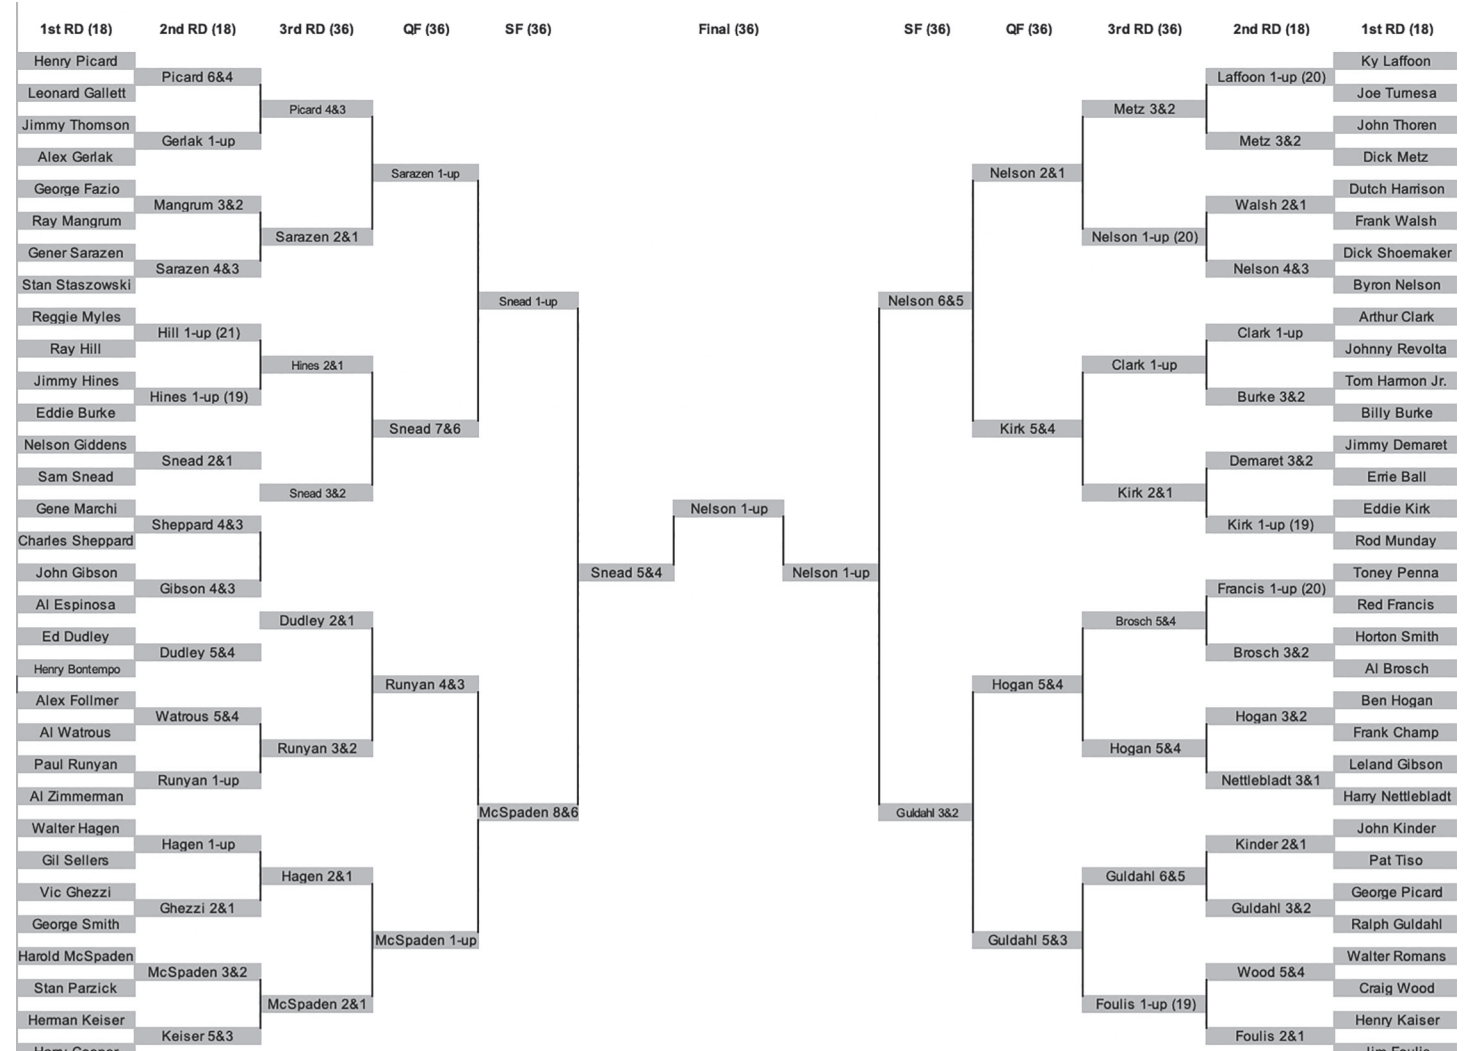 1st RD (18)
2nd RD (18)
3rd RD (36)
QF (36)
SF (36)
Final (36)
SF (36)
QF (36)
3rd RD (36)
2nd RD (18)
1st RD (18)
Henry Picard
Leonard Gallett
Jimmy Thomson
Alex Gerlak
George Fazio
Ray Mangrum
Gener Sarazen
Stan Staszowski
Reggie Myles
Ray Hill
Jimmy Hines
Eddie Burke
Nelson Giddens
Sam Snead
Gene Marchi
Charles Sheppard
John Gibson
Al Espinosa
Ed Dudley
Henry Bontempo
Alex Follmer
Al Watrous
Paul Runyan
Al Zimmerman
Walter Hagen
Gil Sellers
Vic Ghezzi
George Smith
Harold McSpaden
Stan Parzick
Herman Keiser
Harry Cooper
Picard 6&4
Gerlak 1-up
Mangrum 3&2
Sarazen 4&3
Hill 1-up (21)
Hines 1-up (19)
Snead 2&1
Sheppard 4&3
Gibson 4&3
Dudley 5&4
Watrous 5&4
Runyan 1-up
Hagen 1-up
Ghezzi 2&1
McSpaden 3&2
Keiser 5&3
Picard 4&3
Sarazen 2&1
Hines 2&1
Snead 3&2
Dudley 2&1
Runyan 3&2
Hagen 2&1
McSpaden 2&1
Sarazen 1-up
Snead 7&6
Runyan 4&3
McSpaden 1-up
Snead 1-up
McSpaden 8&6
Snead 5&4
Nelson 1-up
Nelson 1-up
Nelson 6&5
Guldahl 3&2
Nelson 2&1
Kirk 5&4
Hogan 5&4
Guldahl 5&3
Metz 3&2
Nelson 1-up (20)
Clark 1-up
Kirk 2&1
Brosch 5&4
Hogan 5&4
Guldahl 6&5
Foulis 1-up (19)
Laffoon 1-up (20)
Metz 3&2
Walsh 2&1
Nelson 4&3
Clark 1-up
Burke 3&2
Demaret 3&2
Kirk 1-up (19)
Francis 1-up (20)
Brosch 3&2
Hogan 3&2
Nettlebladt 3&1
Kinder 2&1
Guldahl 3&2
Wood 5&4
Foulis 2&1
Ky Laffoon
Joe Turnesa
John Thoren
Dick Metz
Dutch Harrison
Frank Walsh
Dick Shoemaker
Byron Nelson
Arthur Clark
Johnny Revolta
Tom Harmon Jr.
Billy Burke
Jimmy Demaret
Errie Ball
Eddie Kirk
Rod Munday
Toney Penna
Red Francis
Horton Smith
Al Brosch
Ben Hogan
Frank Champ
Leland Gibson
Harry Nettlebladt
John Kinder
Pat Tiso
George Picard
Ralph Guldahl
Walter Romans
Craig Wood
Henry Kaiser
Jim Foulis